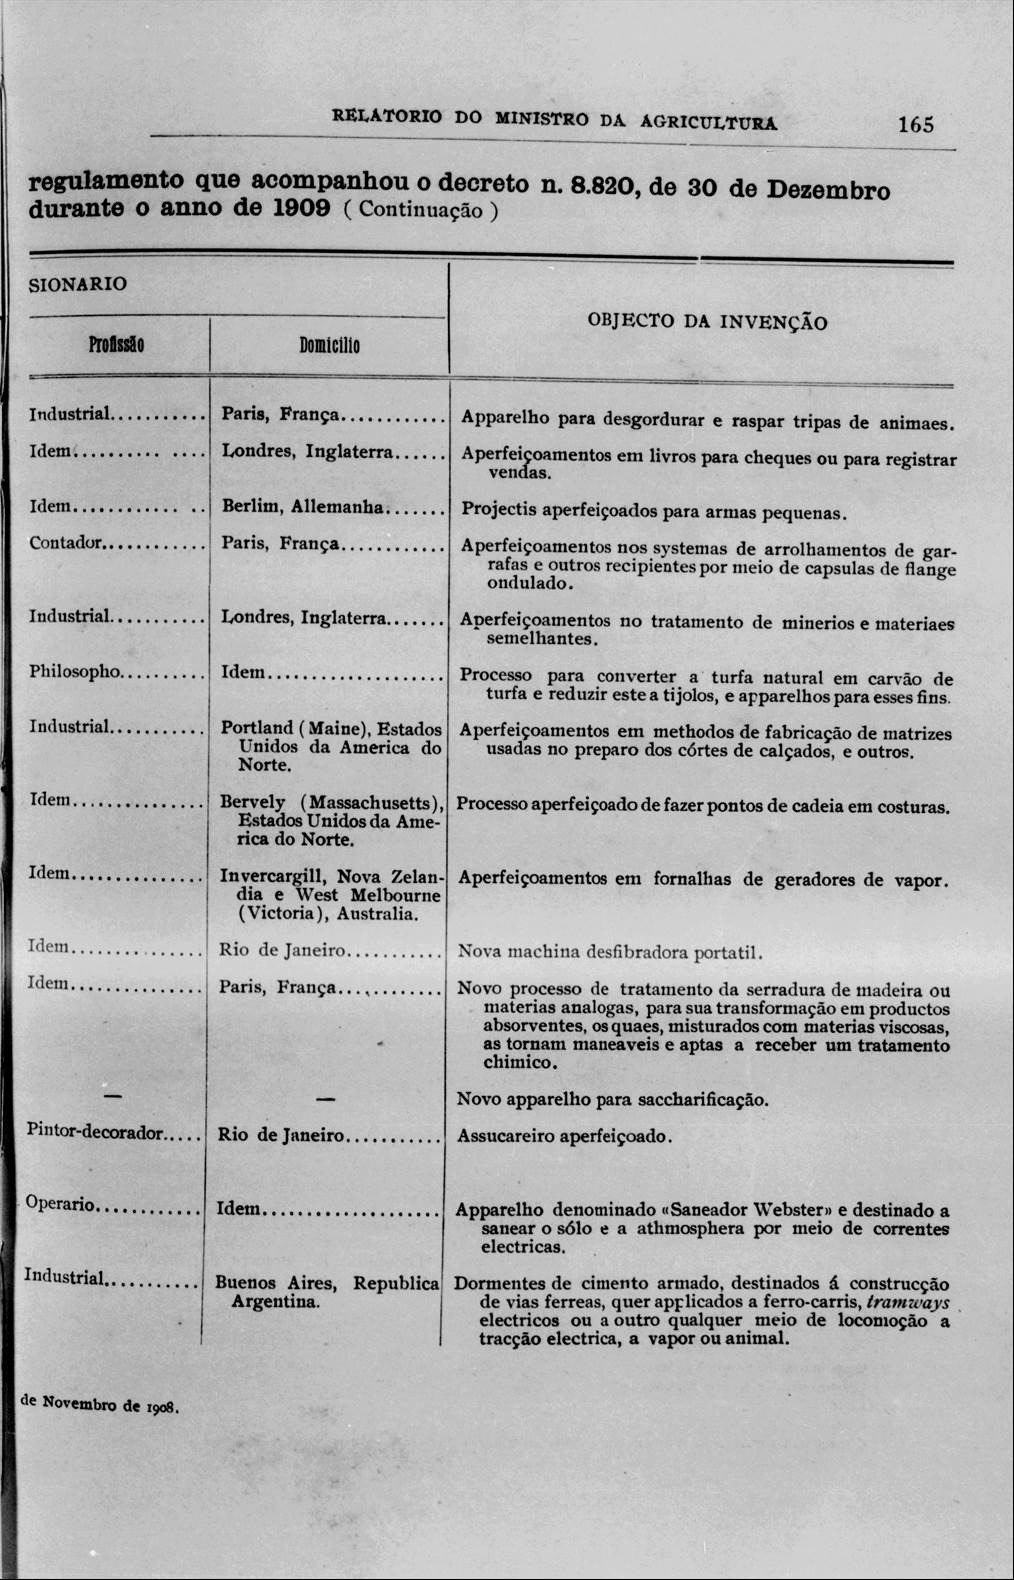 RELATORIO DO MINISTRO DA AGRICULTURA 165
regulamento que acompanhou o decreto n. 8.820, de 30 de Dezembro
durante o anno de 1909 ( Continuação )
SIONARIO
OBJECTO DA INVENÇÃO
Profissão
Domicilio
Industrial........... Paris, França............ Apparelho para desgordurar e raspar tripas de animaes.
Idem.......... .... Londres, Inglaterra...... Aperfeiçoamentos em livros para cheques ou para registrar
vendas.
Idem............ .. Berlim, Allemanha....... Projectis aperfeiçoados para armas pequenas.
Contador............ Paris, França............ Aperfeiçoamentos nos systemas de arrolhamentos de gar-
rafas e outros recipientes por meio de capsulas de flange
ondulado.
Industrial........... Londres, Inglaterra....... Aperfeiçoamentos no tratamento de minerios e materiaes
semelhantes.
Philosopho.......... Idem.................... Processo para converter a turfa natural em carvão de
turfa e reduzir este a tijolos, e apparelhos para esses fins.
Industrial........... Portland ( Maine), Estados Aperfeiçoamentos em methodos de fabricação de matrizes
Unidos da America do usadas no preparo dos córtes de calçados, e outros.
Norte.
Idem............... Bervely (Massachusetts), Processo aperfeiçoado de fazer pontos de cadeia em costuras.
Estados Unidos da Ame-
rica do Norte.
Idem............... Invercargill, Nova Zelan- Aperfeiçoamentos em fornalhas de geradores de vapor.
dia e West Melbourne
(Victoria), Australia.
Idem............... Rio de Janeiro........... Nova machina desfibradora portatil.
Idem............... Paris, França............ Novo processo de tratamento da serradura de madeira ou
materias analogas, para sua transformação em productos
absorventes, os quaes, misturados com materias viscosas,
as tornam maneaveis e aptas a receber um tratamento
chimico.
— — Novo apparelho para saccharificação.
Pintor-decorador..... Rio de Janeiro........... Assucareiro aperfeiçoado.
Operario............ Idem.................... Apparelho denominado «Saneador Webster» e destinado a
sanear o sólo e a athmosphera por meio de correntes
electricas.
Industrial........... Buenos Aires, Republica Dormentes de cimento armado, destinados á construcção
Argentina. de vias ferreas, quer applicados a ferro-carris, tramways
electricos ou a outro qualquer meio de locomoção a
tracção electrica, a vapor ou animal.
de Novembro de 1908.